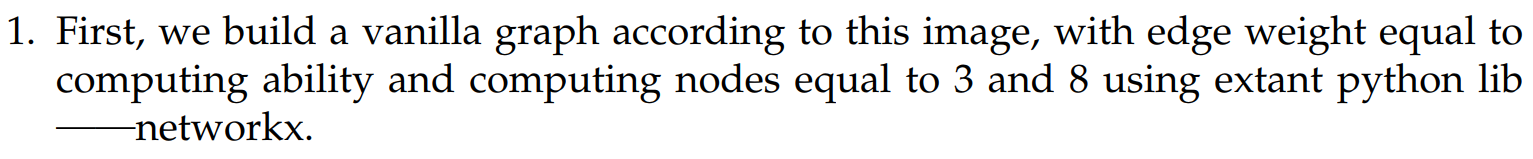 1. First, we build a vanilla graph according to this image, with edge weight equal to
computing ability and computing nodes equal to 3 and 8 using extant python lib
——networkx.